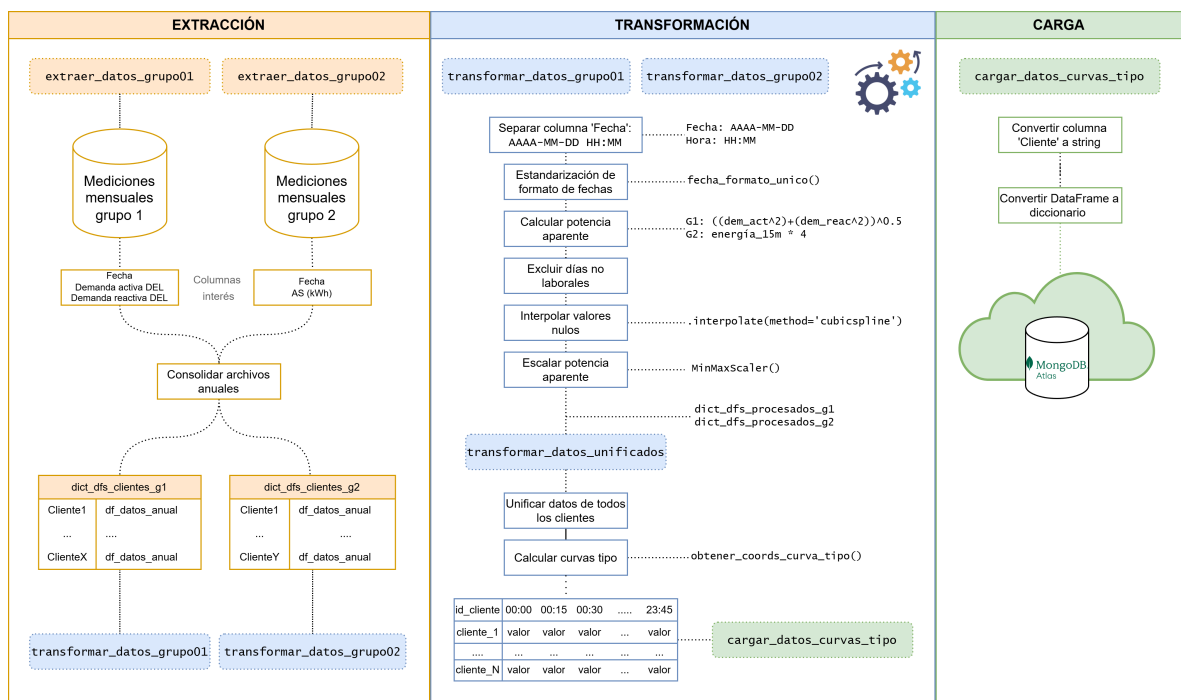 EXTRACCIÓN
extraer_datos_grupo01
extraer_datos_grupo02
Mediciones
mensuales
grupo 1
Mediciones
mensuales
grupo 2
Fecha
Demanda activa DEL
Demanda reactiva DEL
Columnas
interés
Fecha
AS (kWh)
Consolidar archivos
anuales
dict_dfs_clientes_g1
Cliente1 df_datos_anual
... ....
ClienteX df_datos_anual
dict_dfs_clientes_g2
Cliente1 df_datos_anual
... ....
ClienteY df_datos_anual
transformar_datos_grupo01
transformar_datos_grupo02
TRANSFORMACIÓN
transformar_datos_grupo01
transformar_datos_grupo02
Separar columna 'Fecha':
AAAA-MM-DD HH:MM
Fecha: AAAA-MM-DD
Hora: HH:MM
Estandarización de
formato de fechas
fecha_formato_unico()
Calcular potencia
aparente
G1: ((dem_act^2)+(dem_reac^2))^0.5
G2: energía_15m * 4
Excluir días no
laborales
Interpolar valores
nulos
.interpolate(method='cubicspline')
Escalar potencia
aparente
MinMaxScaler()
dict_dfs_procesados_g1
dict_dfs_procesados_g2
transformar_datos_unificados
Unificar datos de todos
los clientes
Calcular curvas tipo
obtener_coords_curva_tipo()
id_cliente 00:00 00:15 00:30 ..... 23:45
cliente_1 valor valor valor ... valor
.... ... ... ... ... ...
cliente_N valor valor valor ... valor
cargar_datos_curvas_tipo
CARGA
cargar_datos_curvas_tipo
Convertir columna
'Cliente' a string
Convertir DataFrame a
diccionario
MongoDB.
Atlas